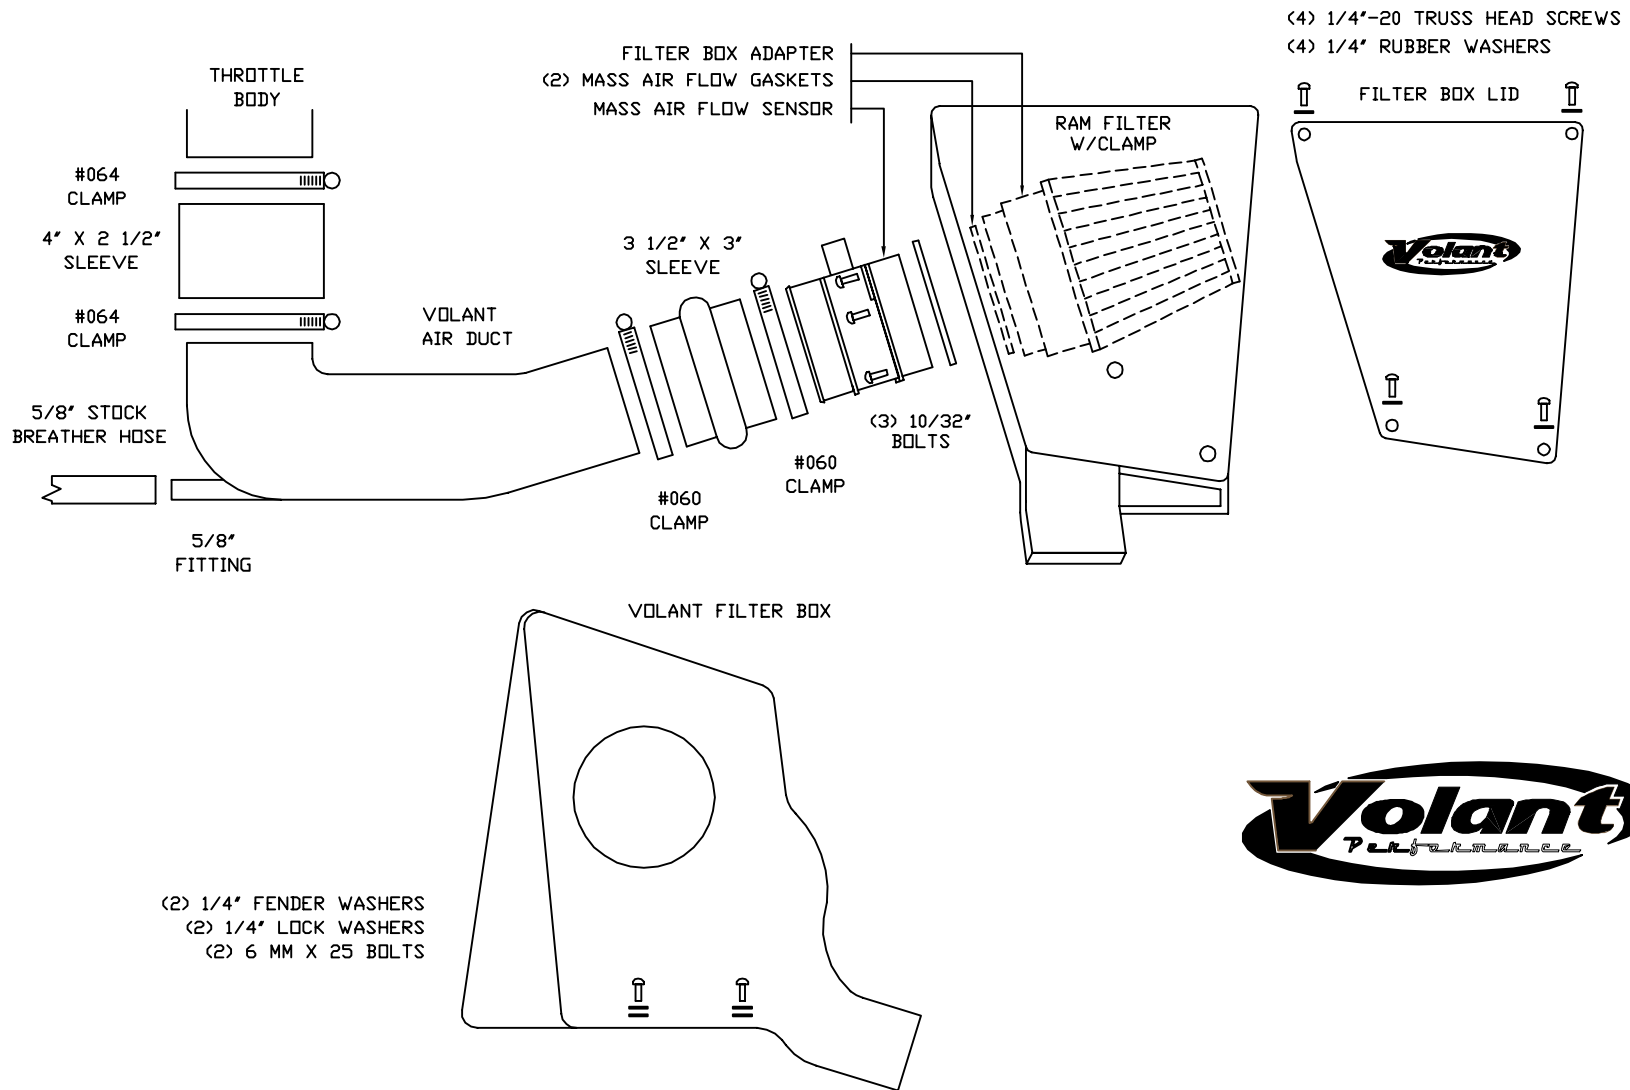 (4) 1/4"-20 TRUSS HEAD SCREWS
(4) 1/4" RUBBER WASHERS
FILTER BOX ADAPTER
(2) MASS AIR FLOW GASKETS
MASS AIR FLOW SENSOR
THROTTLE
BODY
FILTER BOX LID
RAM FILTER
W/CLAMP
#064
CLAMP
4" X 2 1/2"
SLEEVE
3 1/2" X 3"
SLEEVE
Volant
Performance
#064
CLAMP
VOLANT
AIR DUCT
5/8" STOCK
BREATHER HOSE
(3) 10/32"
BOLTS
#060
CLAMP
#060
CLAMP
5/8"
FITTING
VOLANT FILTER BOX
Volant
Performance
(2) 1/4" FENDER WASHERS
(2) 1/4" LOCK WASHERS
(2) 6 MM X 25 BOLTS